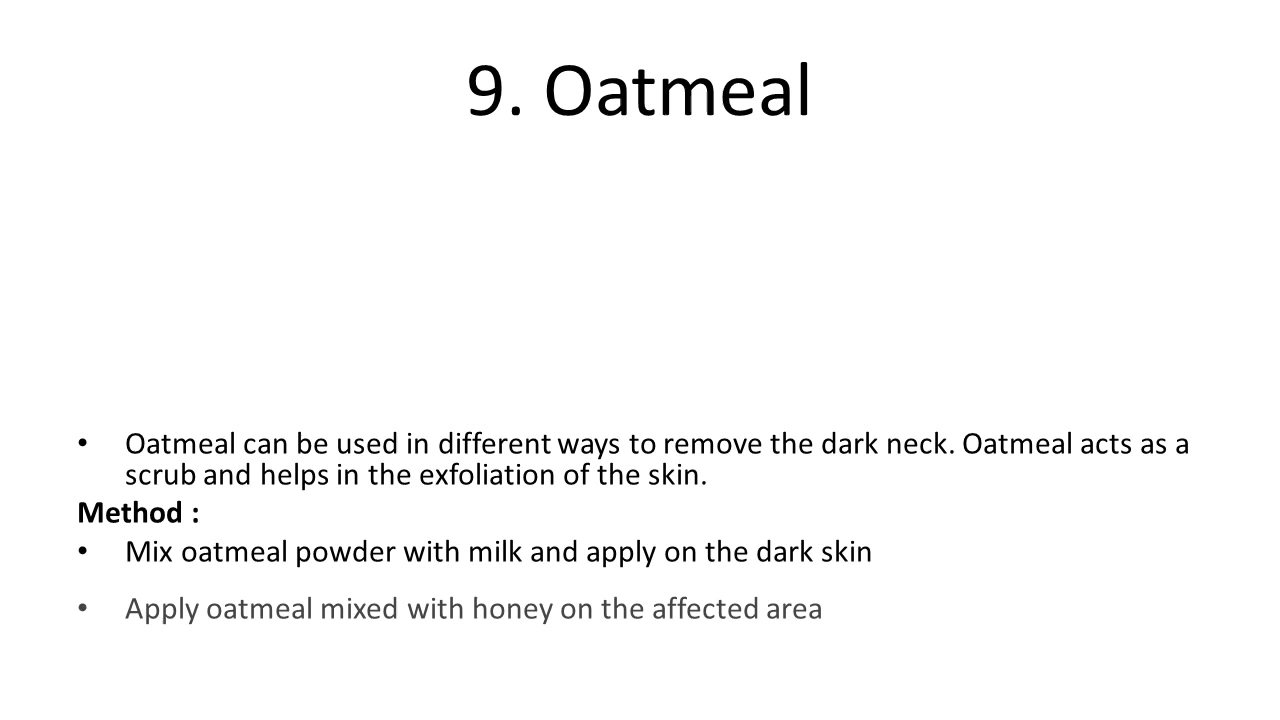 9. Oatmeal
• Oatmeal can be used in different ways to remove the dark neck. Oatmeal acts as a
scrub and helps in the exfoliation of the skin.
Method :
• Mix oatmeal powder with milk and apply on the dark skin
• Apply oatmeal mixed with honey on the affected area